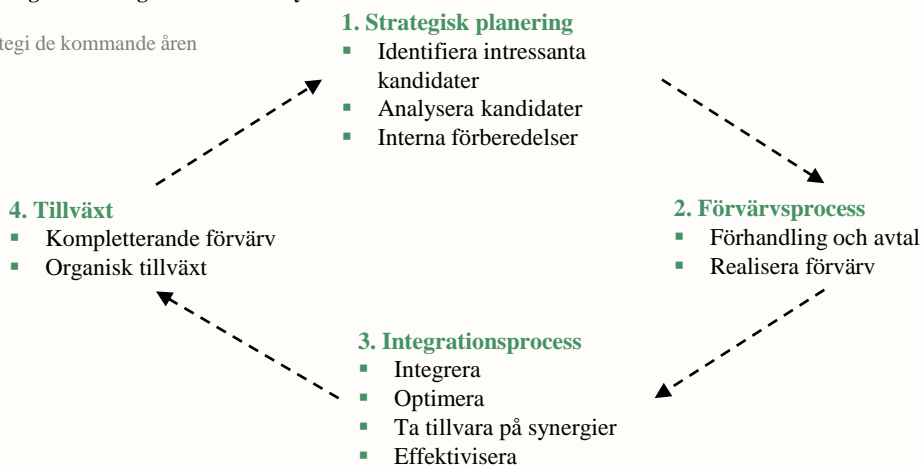 tegi de kommande åren
1. Strategisk planering
▪ Identifiera intressanta
kandidater
▪ Analysera kandidater
▪ Interna förberedelser
4. Tillväxt
▪ Kompletterande förvärv
▪ Organisk tillväxt
2. Förvärvsprocess
▪ Förhandling och avtal
▪ Realisera förvärv
3. Integrationsprocess
▪ Integrera
▪ Optimera
▪ Ta tillvara på synergier
▪ Effektivisera